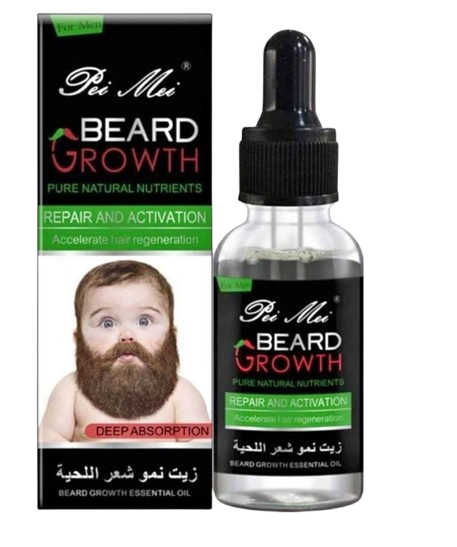 For Men
Pei Mei®
BEARD
GROWTH
PURE NATURAL NUTRIENTS
REPAIR AND ACTIVATION
Accelerate hair regeneration
DEEP ABSORPTION
زيت نمو شعر اللحية
BEARD GROWTH ESSENTIAL OIL
For Men
Pei Mei®
BEARD
GROWTH
PURE NATURAL NUTRIENTS
REPAIR AND ACTIVATION
Accelerate hair regeneration
زيت نمو شعر اللحية
BEARD GROWTH ESSENTIAL OIL